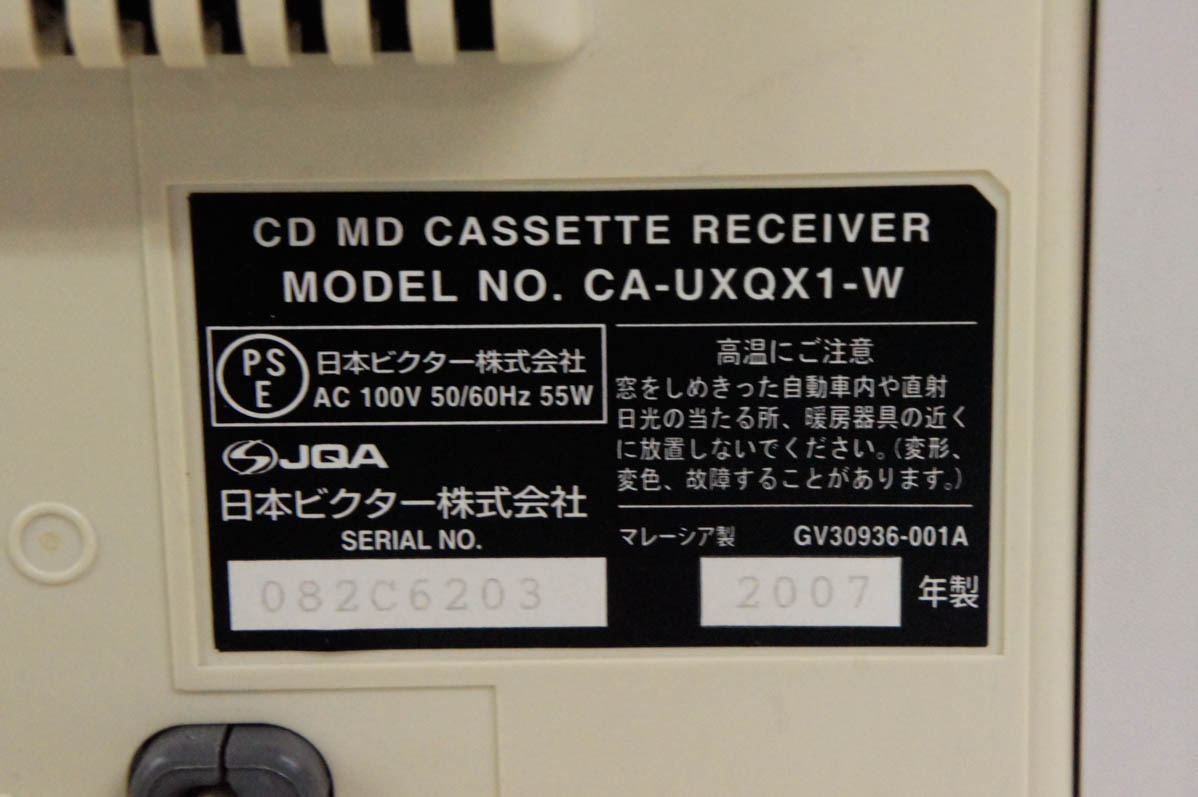 CD MD CASSETTE RECEIVER
MODEL NO. CA-UXQX1-W
PS
E
日本ビクター株式会社
AC 100V 50/60Hz 55W
JQA
日本ビクター株式会社
SERIAL NO.
082C6203
高温にご注意
窓をしめきった自動車内や直射
日光の当たる所、暖房器具の近く
に放置しないでください。(変形、
変色、故障することがあります。)
マレーシア製 GV30936-001A
2007 年製